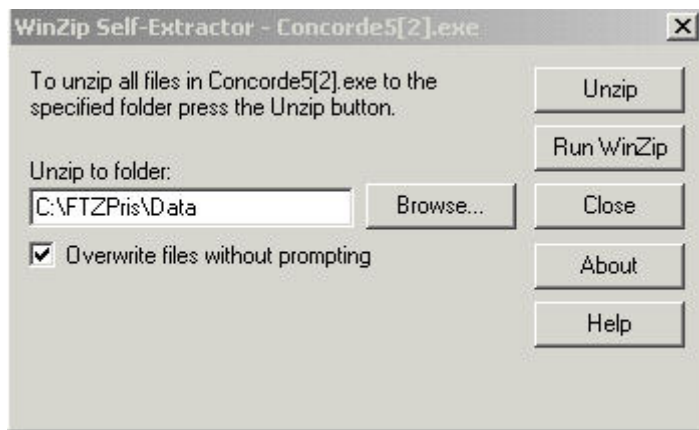 WinZip Self-Extractor - Concorde5[2].exe
To unzip all files in Concorde5[2].exe to the
specified folder press the Unzip button.
Unzip to folder:
C:\FTZPris\Data
Browse...
Overwrite files without prompting
Unzip
Run WinZip
Close
About
Help